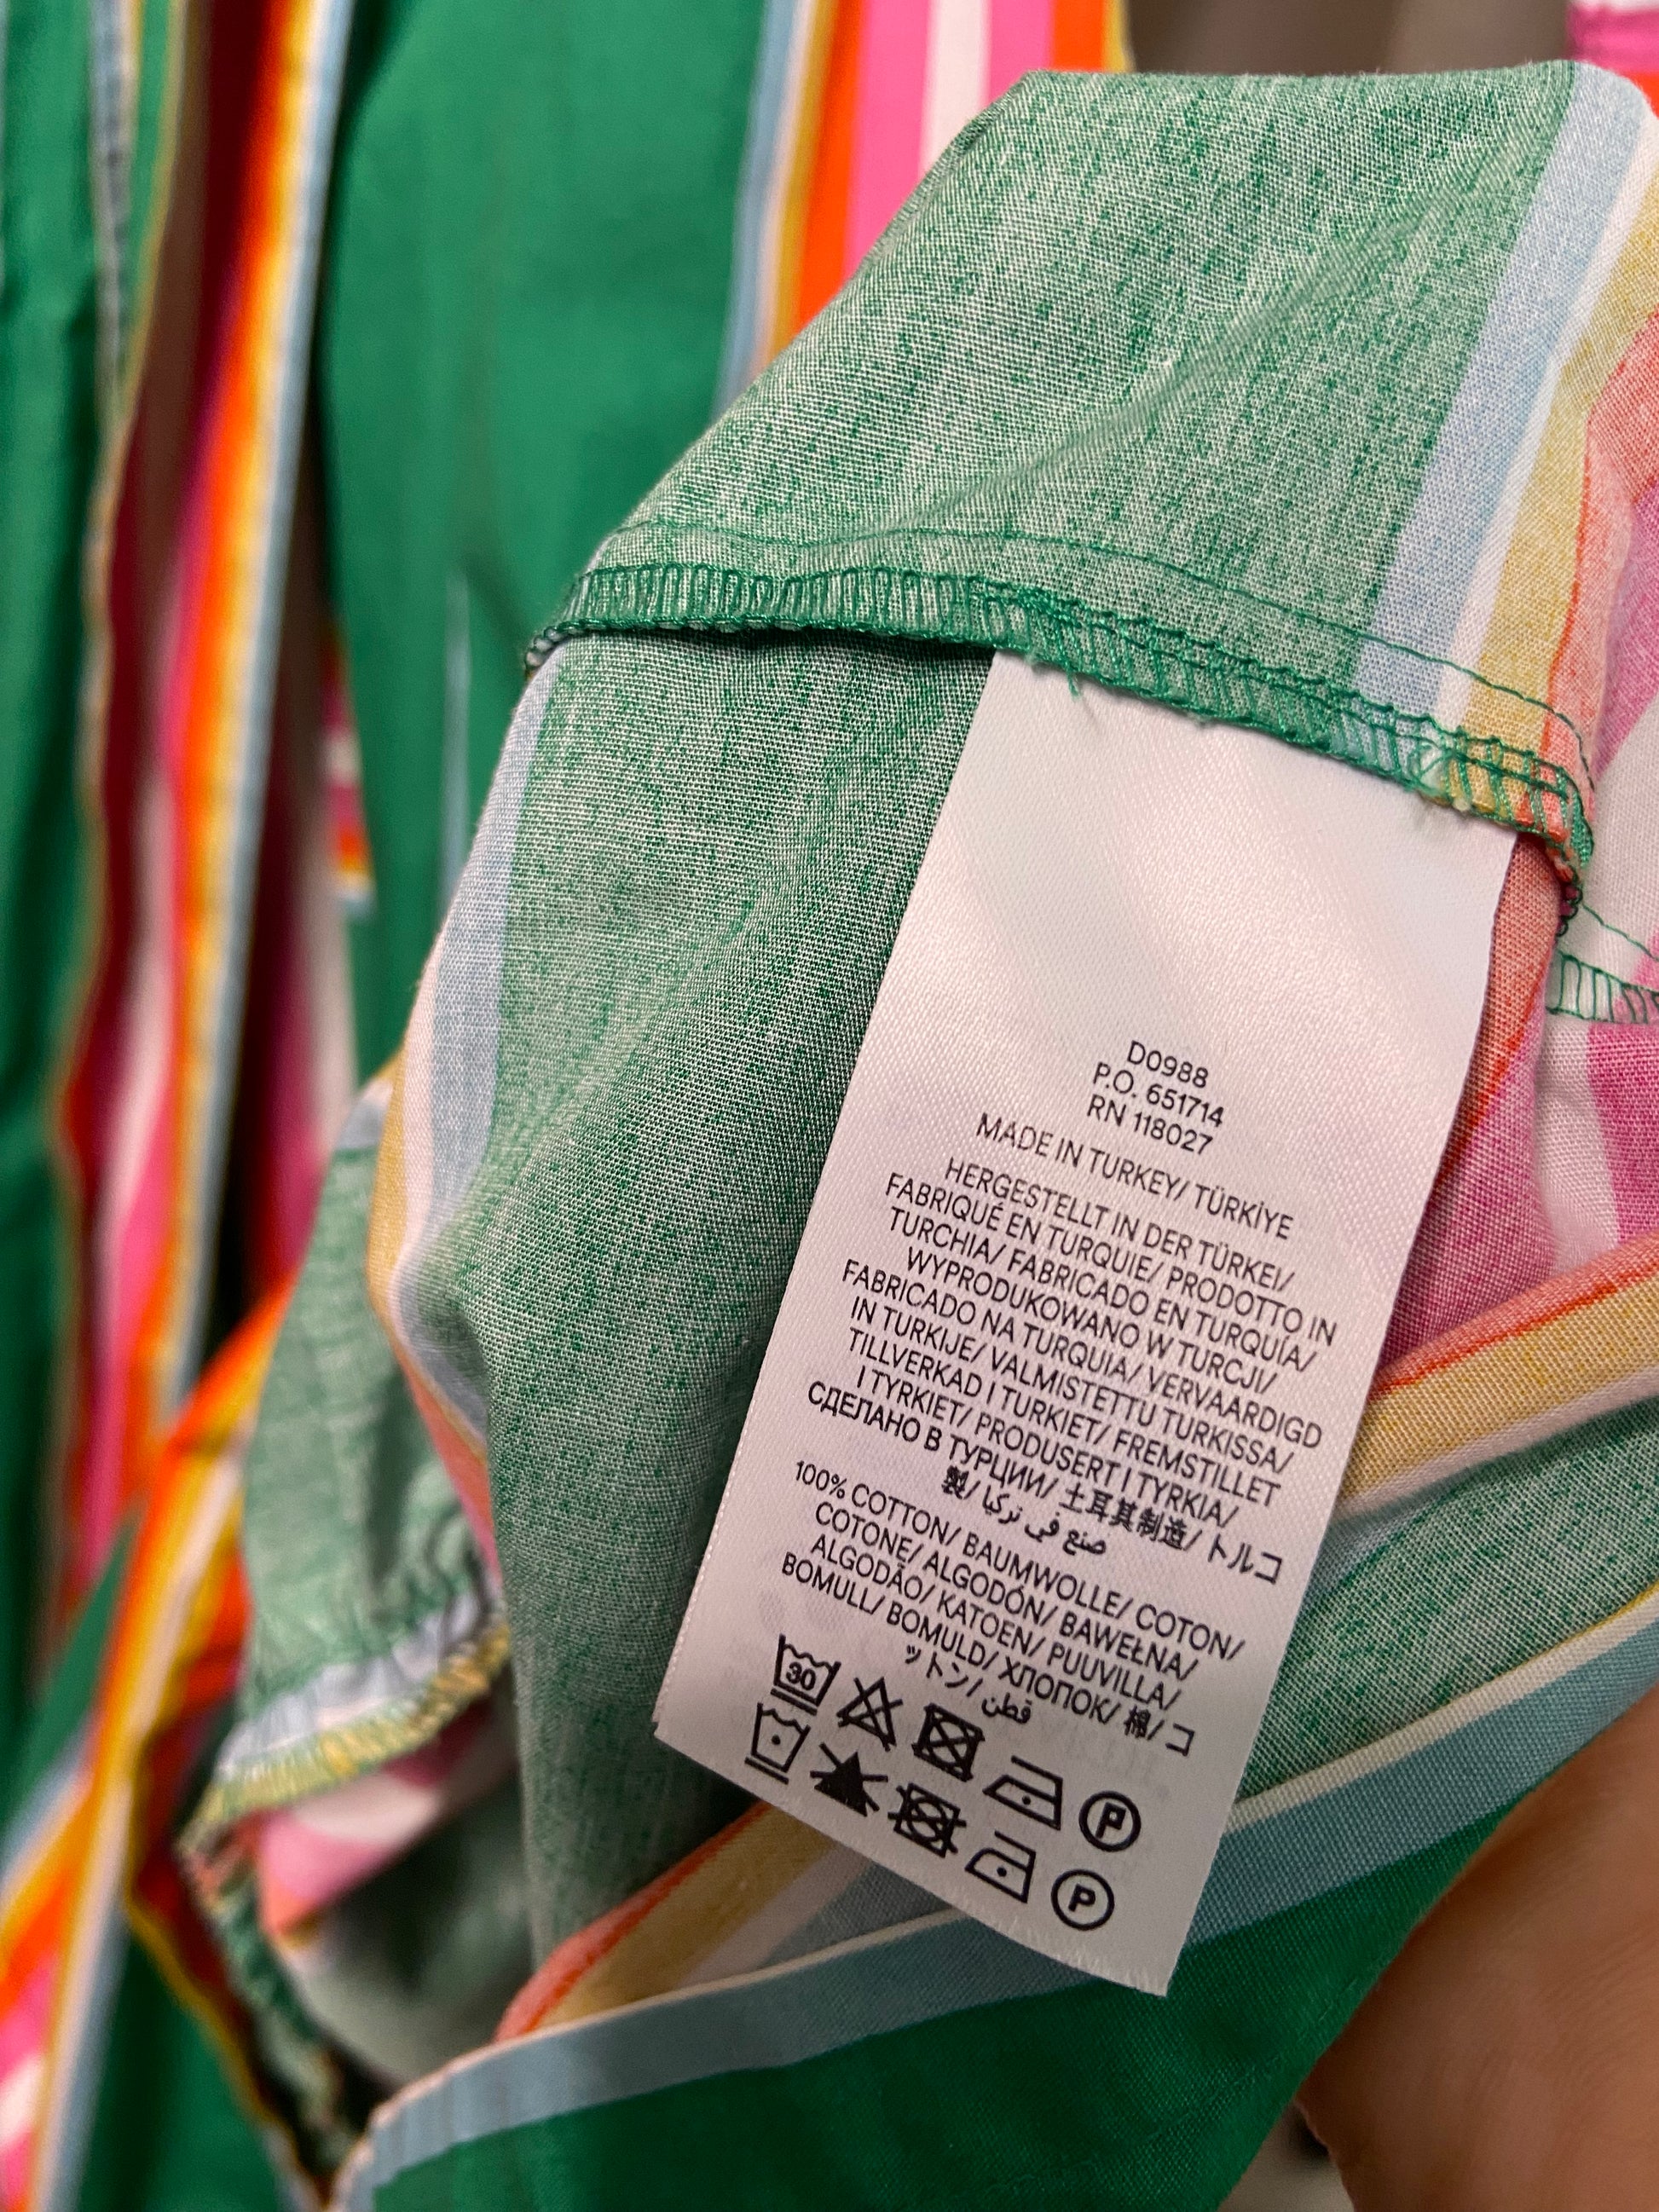 D0988
P.O. 651714
RN 118027
MADE IN TURKEY/ TÜRKİYE
HERGESTELLT IN DER TÜRKEI/
FABRIQUÉ EN TURQUIE/ PRODOTTO IN
TURCHIA/ FABRICADO EN TURQUÍA/
WYPRODUKOWANO W TURCJI/
FABRICADO NA TURQUIA/ VERVAARDIGD
IN TURKIJE/ VALMISTETTU TURKISSA/
TILLVERKAD I TURKIET/ FREMSTILLET
I TYRKIET/ PRODUSERT I TYRKIA/
СДЕЛАНО В ТУРЦИИ/ 土耳其制造/ トルコ
製/ صنع في تركيا
100% COTTON/ BAUMWOLLE/ COTON/
COTONE/ ALGODÓN/ BAWEŁNA/
ALGODÃO/ KATOEN/ PUUVILLA/
BOMULL/ BOMULD/ ХЛОПОК/ 棉/ コ
ットン/ قطن
30 P
P